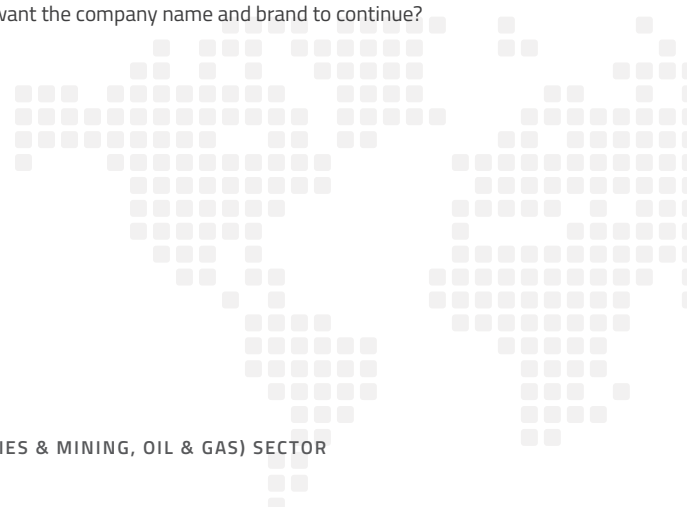 want the company name and brand to continue?
IES & MINING, OIL & GAS) SECTOR